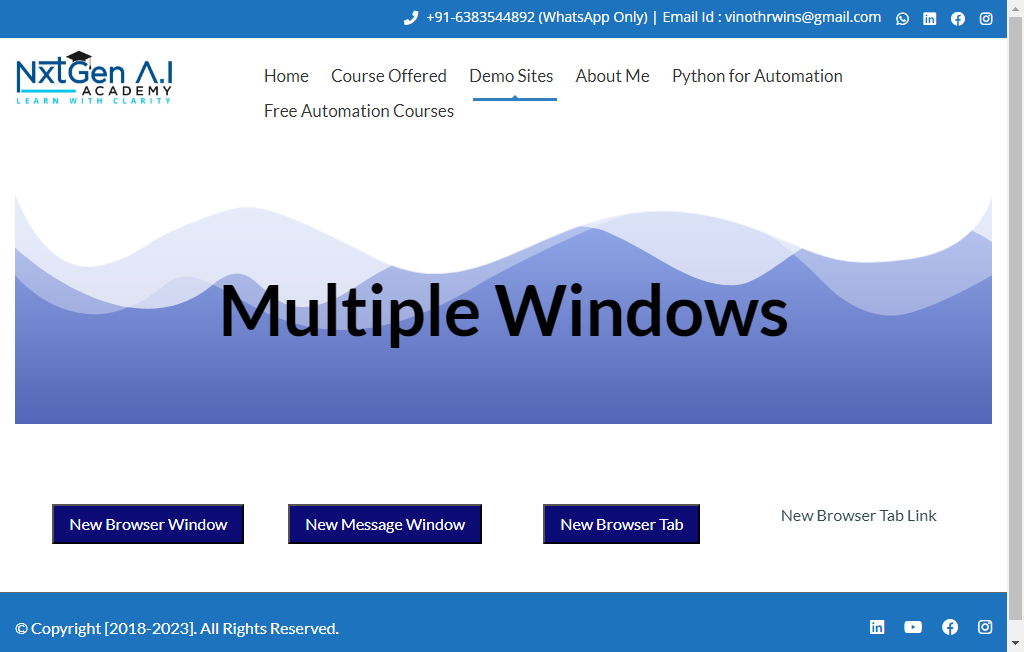 +91-6383544892 (WhatsApp Only) | Email Id : vinothrwins@gmail.com
NxtGen A.I
ACADEMY
LEARN WITH CLARITY
Home Course Offered Demo Sites About Me Python for Automation
Free Automation Courses
Multiple Windows
New Browser Window New Message Window New Browser Tab New Browser Tab Link
© Copyright [2018-2023]. All Rights Reserved.